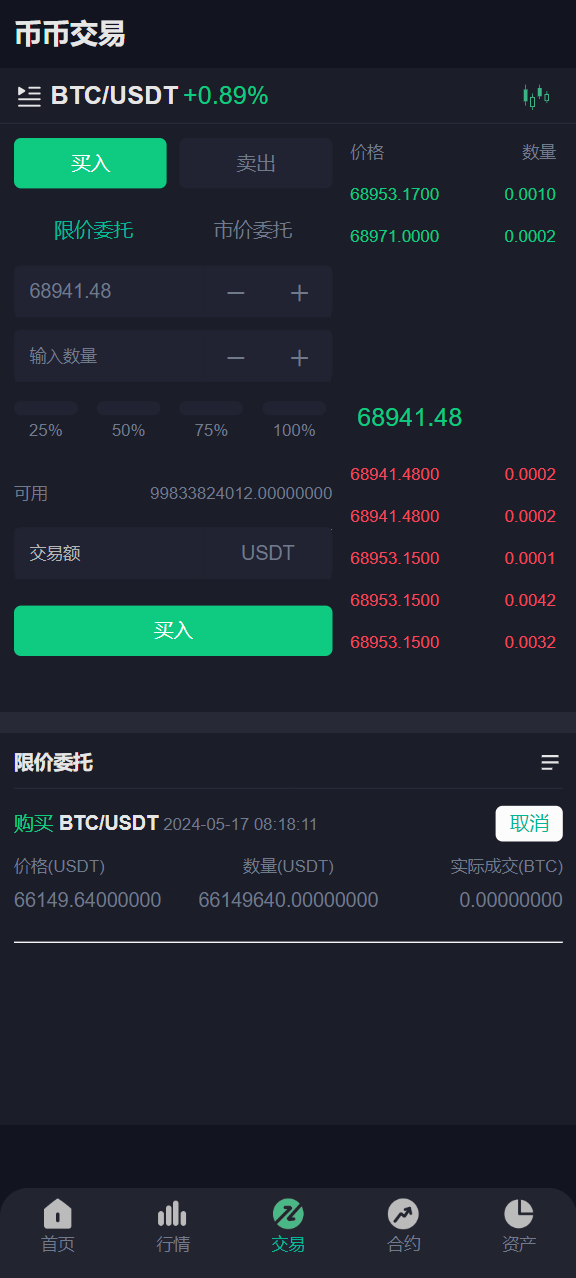 币币交易
BTC/USDT +0.89%
买入 卖出
限价委托 市价委托
68941.48 — +
输入数量 — +
25% 50% 75% 100%
可用 99833824012.00000000
交易额 USDT
买入
价格 数量
68953.1700 0.0010
68971.0000 0.0002
68941.48
68941.4800 0.0002
68941.4800 0.0002
68953.1500 0.0001
68953.1500 0.0042
68953.1500 0.0032
限价委托
购买 BTC/USDT 2024-05-17 08:18:11 取消
价格(USDT) 数量(USDT) 实际成交(BTC)
66149.64000000 66149640.00000000 0.00000000
首页 行情 交易 合约 资产